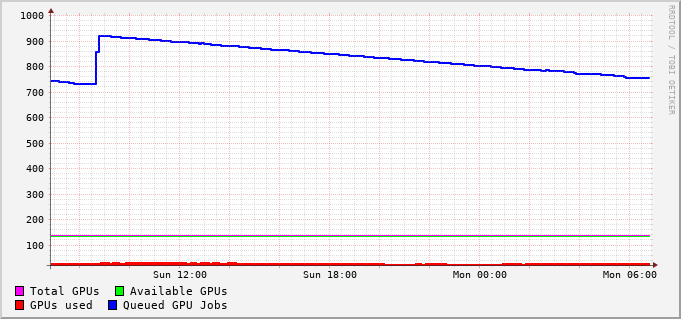 1000
900
800
700
600
500
400
300
200
100
Sun 12:00 Sun 18:00 Mon 00:00 Mon 06:00
Total GPUs Available GPUs
GPUs used Queued GPU Jobs
RRDTOOL / TOBI OETIKER